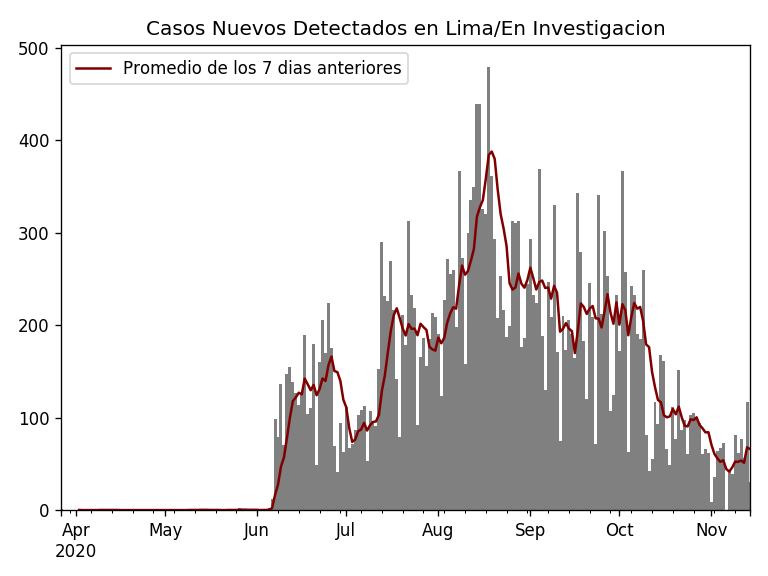 Casos Nuevos Detectados en Lima/En Investigacion
Promedio de los 7 dias anteriores
500
400
300
200
100
0
Apr May Jun Jul Aug Sep Oct Nov
2020